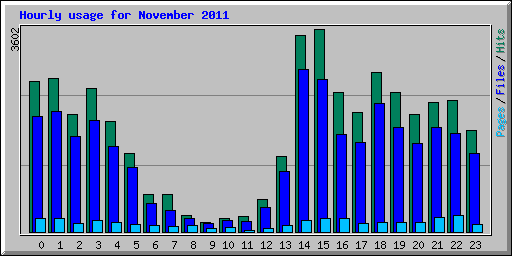 Hourly usage for November 2011
3602
Pages / Files / Hits
0 1 2 3 4 5 6 7 8 9 10 11 12 13 14 15 16 17 18 19 20 21 22 23